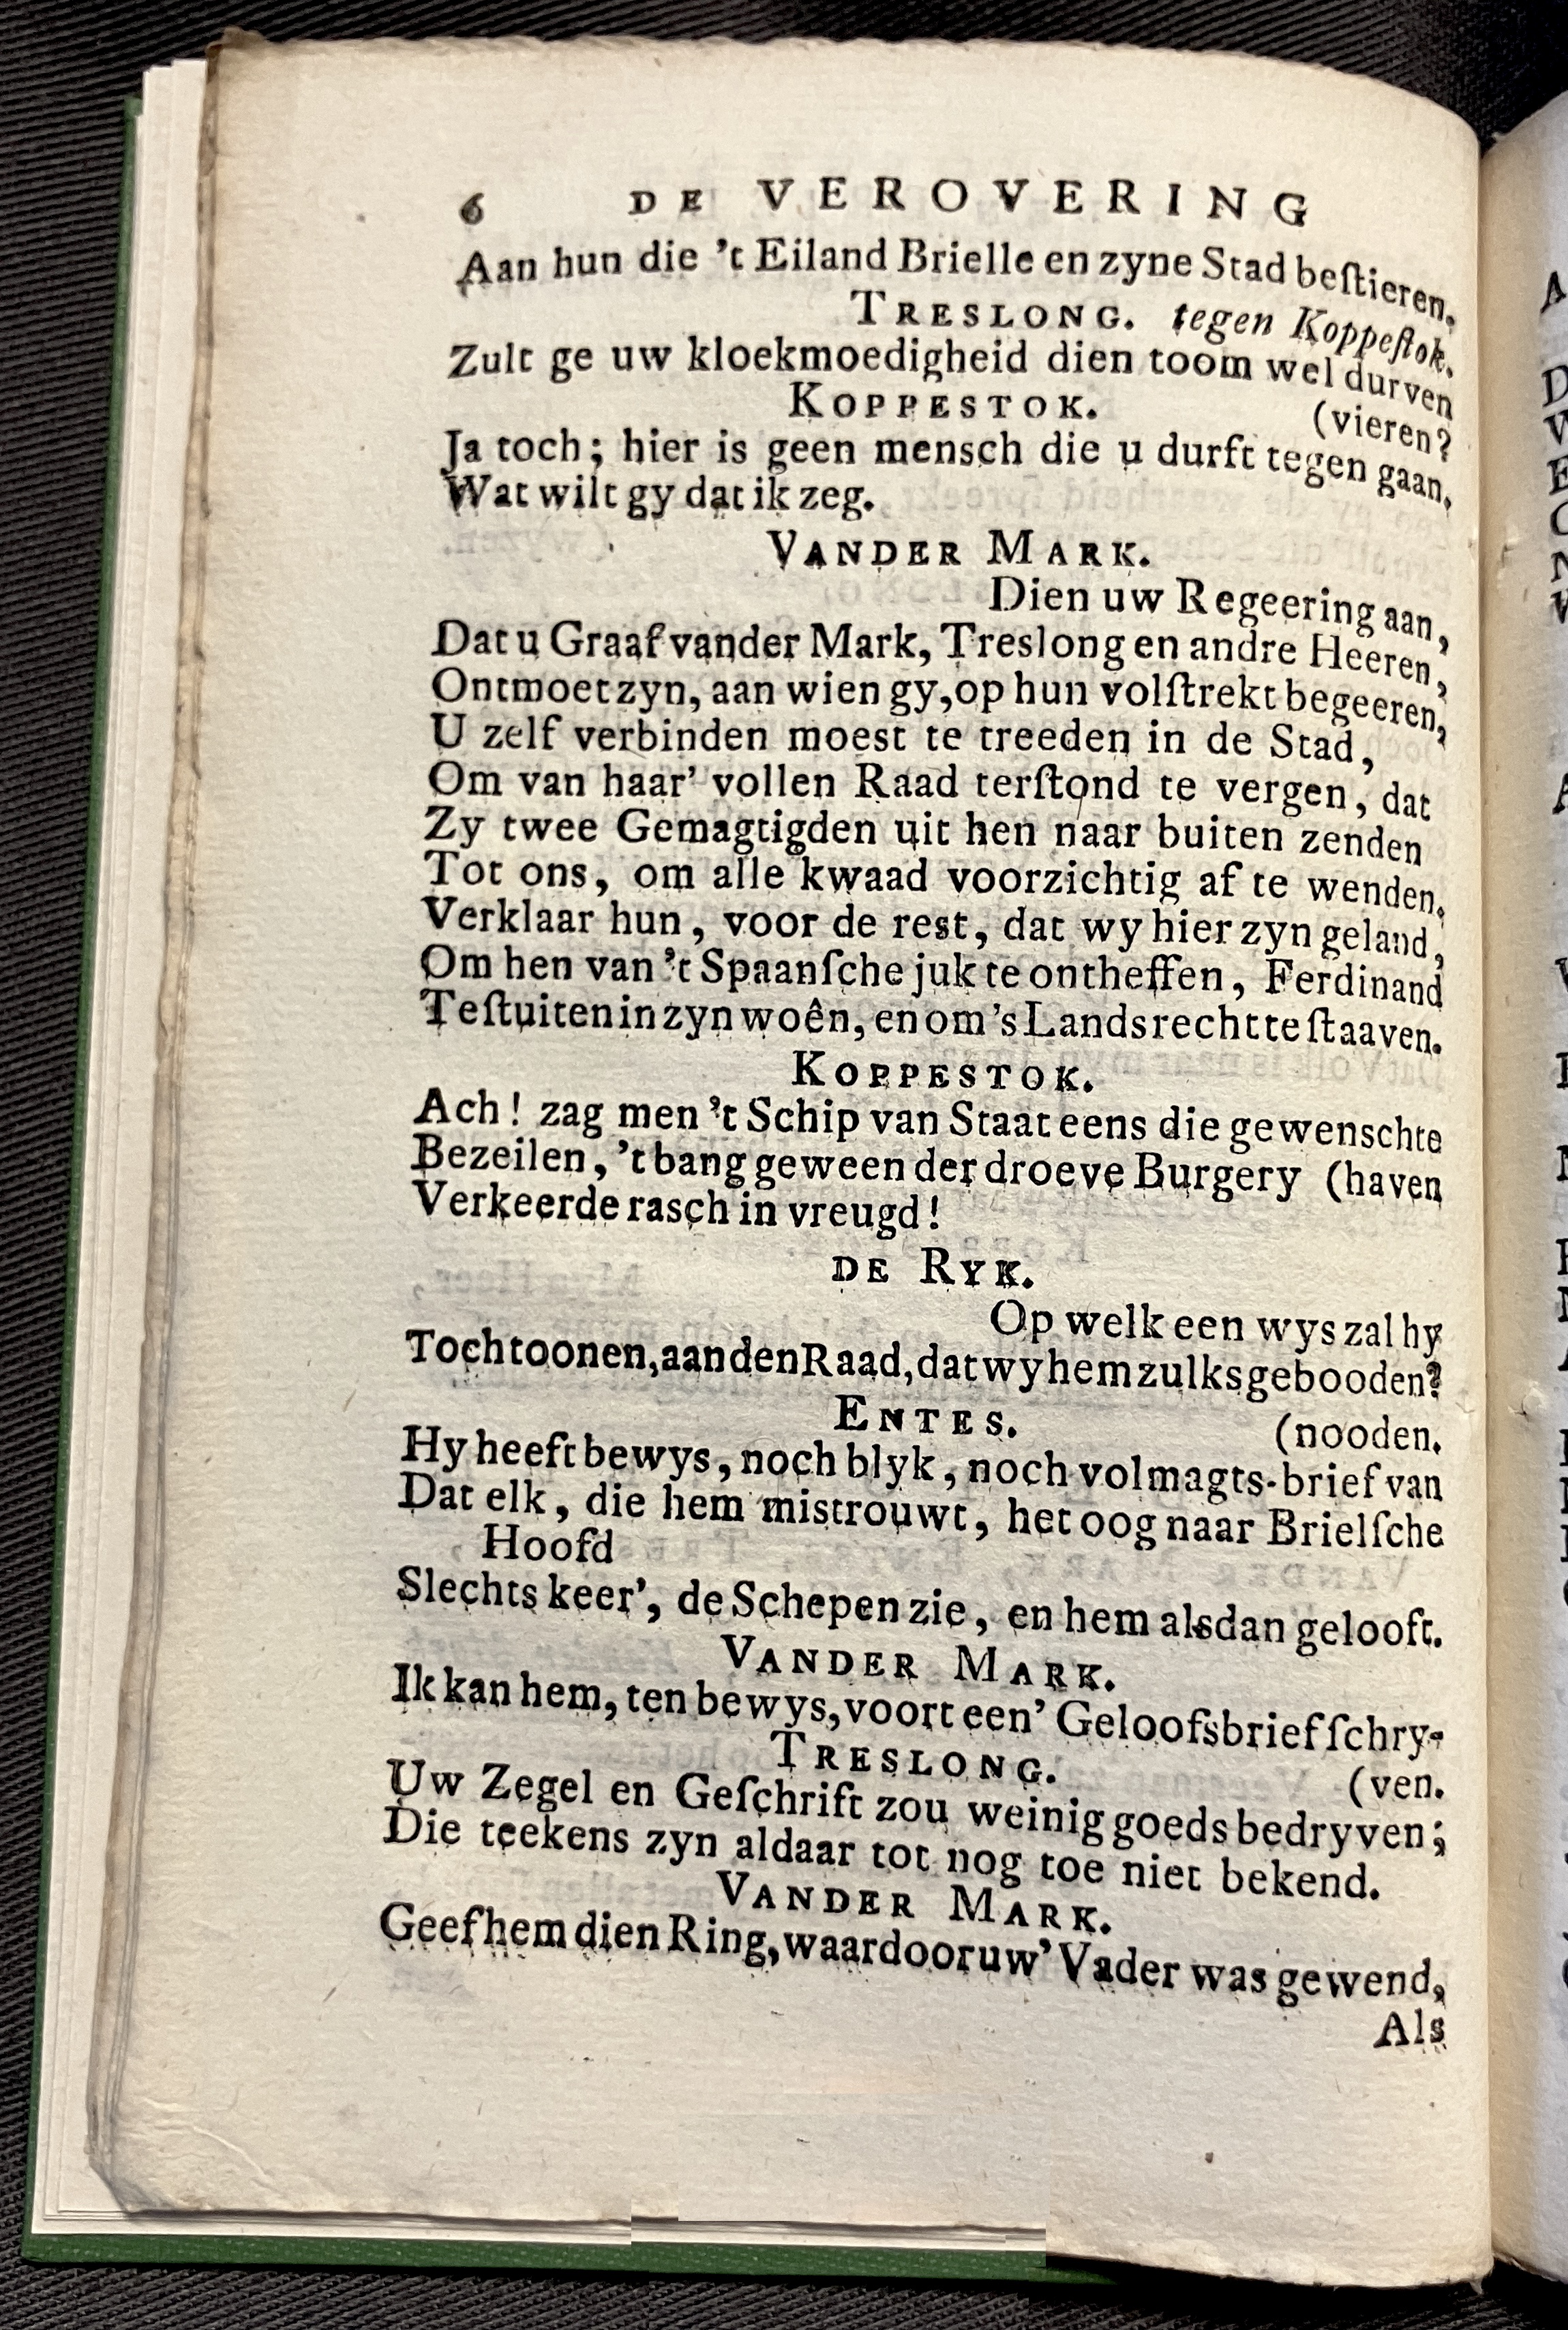 6 DE VEROVERING
Aan hun die 't Eiland Brielle en zyne Stad beſtieren.
TRESLONG. tegen Koppeſtok.
Zult ge uw kloekmoedigheid dien toom wel durven
KOPPESTOK. (vieren?
Ja toch; hier is geen mensch die u durft tegen gaan.
Wat wilt gy dat ik zeg.
VANDER MARK.
Dien uw Regeering aan,
Dat u Graaf vander Mark, Treslong en andre Heeren,
Ontmoet zyn, aan wien gy, op hun volſtrekt begeeren,
U zelf verbinden moest te treeden in de Stad,
Om van haar' vollen Raad terſtond te vergen, dat
Zy twee Gemagtigden uit hen naar buiten zenden
Tot ons, om alle kwaad voorzichtig af te wenden.
Verklaar hun, voor de rest, dat wy hier zyn geland,
Om hen van 't Spaanſche juk te ontheffen, Ferdinand
Te ſtuiten in zyn woên, en om 's Lands recht te ſtaaven.
KOPPESTOK.
Ach! zag men 't Schip van Staat eens die gewenschte
Bezeilen, 't bang geween der droeve Burgery (haven
Verkeerde rasch in vreugd!
DE RYK.
Op welk een wys zal hy
Toch toonen, aan den Raad, dat wy hem zulks gebooden?
ENTES. (nooden.
Hy heeft bewys, noch blyk, noch volmagts-brief van
Dat elk, die hem mistrouwt, het oog naar Brielſche
Hoofd
Slechts keer', de Schepen zie, en hem alsdan gelooft.
VANDER MARK.
Ik kan hem, ten bewys, voort een' Geloofsbrief ſchry-
TRESLONG. (ven.
Uw Zegel en Geſchrift zou weinig goeds bedryven;
Die teekens zyn aldaar tot nog toe niet bekend.
VANDER MARK.
Geef hem dien Ring, waardoor uw' Vader was gewend,
Als